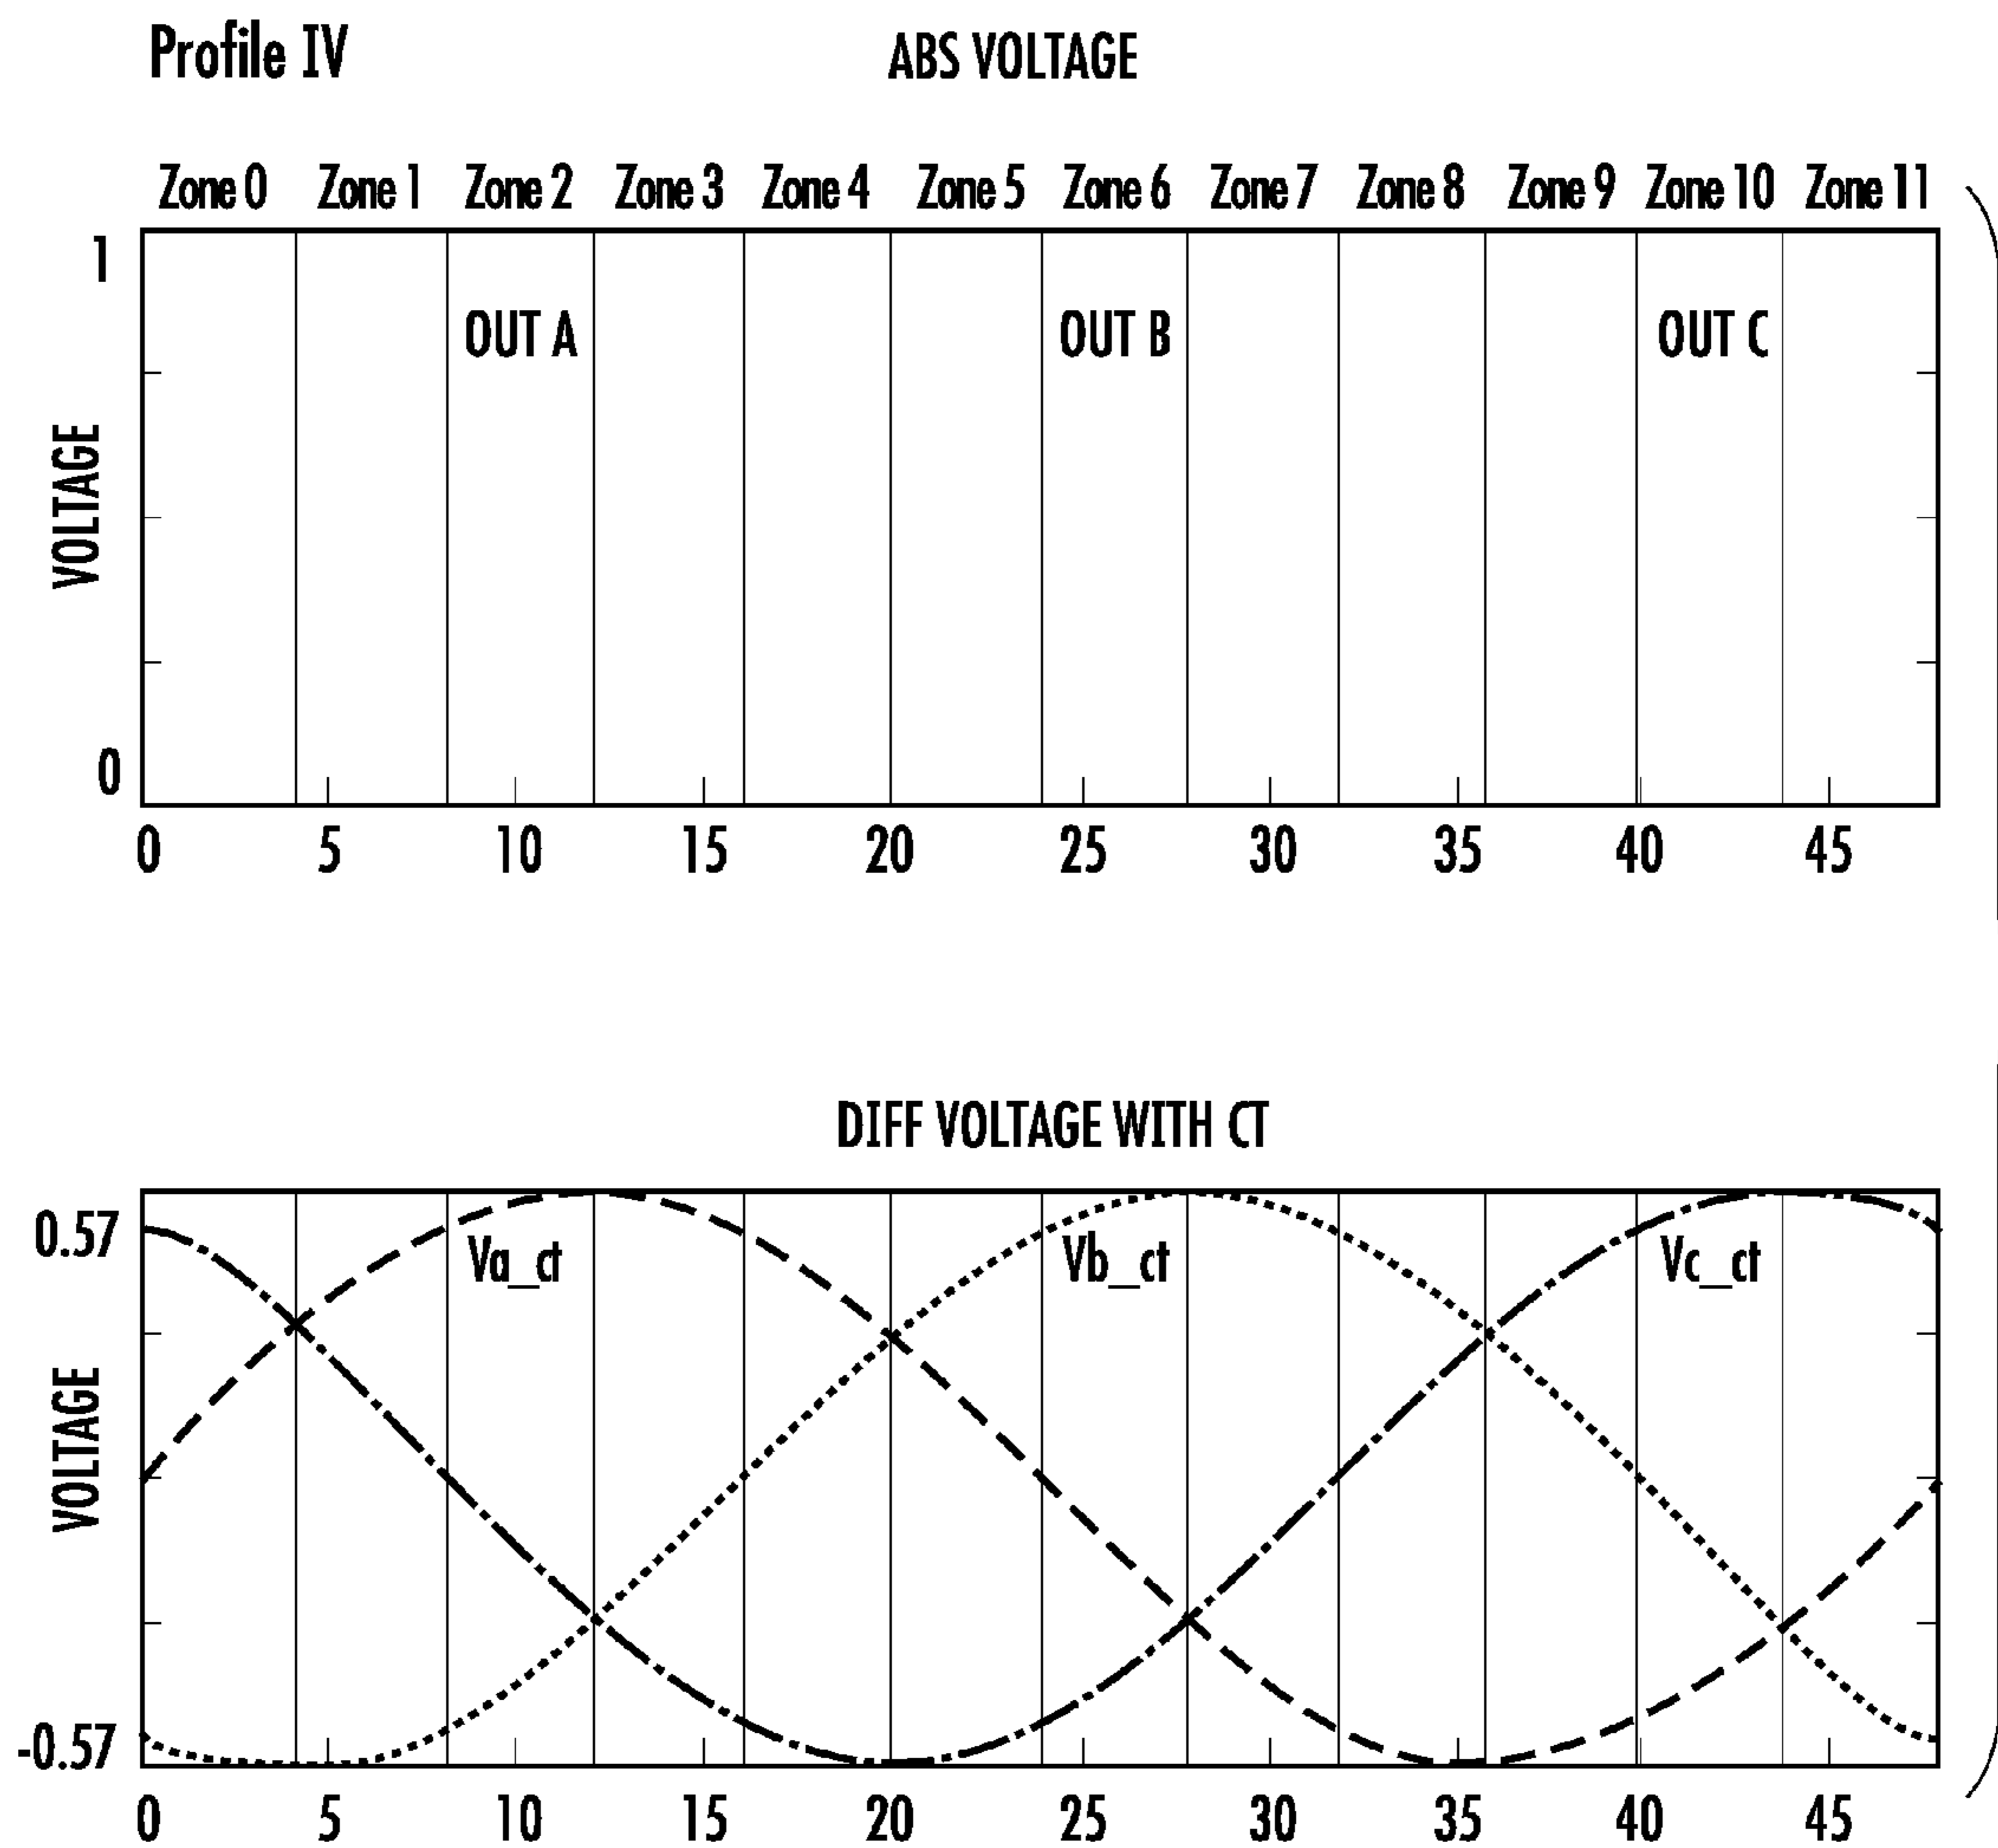 Profile IV
ABS VOLTAGE
Zone 0 Zone 1 Zone 2 Zone 3 Zone 4 Zone 5 Zone 6 Zone 7 Zone 8 Zone 9 Zone 10 Zone 11
1
OUT A OUT B OUT C
VOLTAGE
0
0 5 10 15 20 25 30 35 40 45
DIFF VOLTAGE WITH CT
0.57
Va_ct Vb_ct Vc_ct
VOLTAGE
-0.57
0 5 10 15 20 25 30 35 40 45